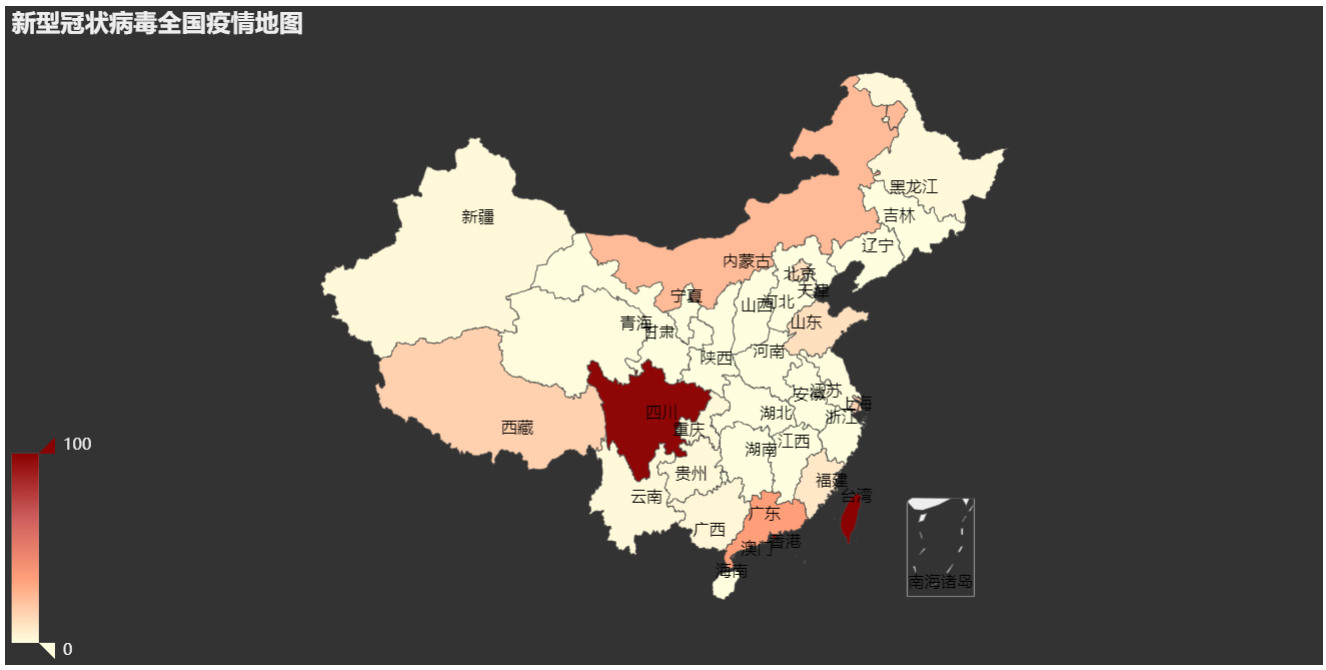 新型冠状病毒全国疫情地图
黑龙江
吉林
新疆
辽宁
内蒙古
北京
天津
宁夏
山西
河北
青海
甘肃
山东
陕西
河南
安徽
江苏
上海
四川
湖北
浙江
西藏
重庆
湖南
江西
100
贵州
福建
云南
台湾
广东
广西
澳门
香港
海南
南海诸岛
0